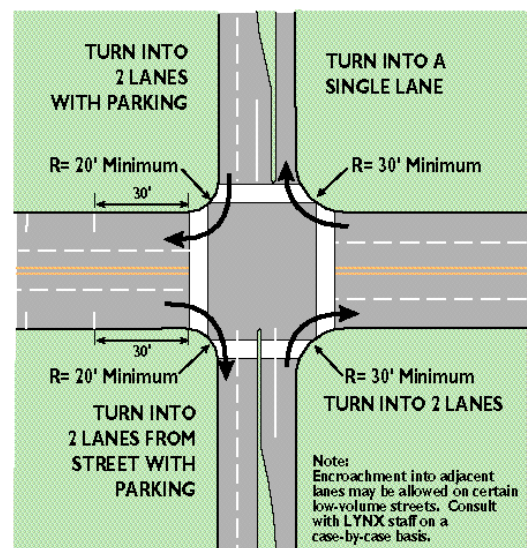 TURN INTO
2 LANES
WITH PARKING
TURN INTO A
SINGLE LANE
R= 20' Minimum
R= 30' Minimum
30'
30'
R= 20' Minimum
R= 30' Minimum
TURN INTO 2 LANES
TURN INTO
2 LANES FROM
STREET WITH
PARKING
Note:
Encroachment into adjacent
lanes may be allowed on certain
low-volume streets. Consult
with LYNX staff on a
case-by-case basis.